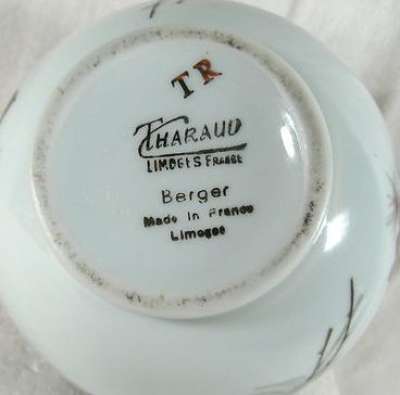 TR
THARAUD
LIMOGES FRANCE
Berger
Made in France
Limoges